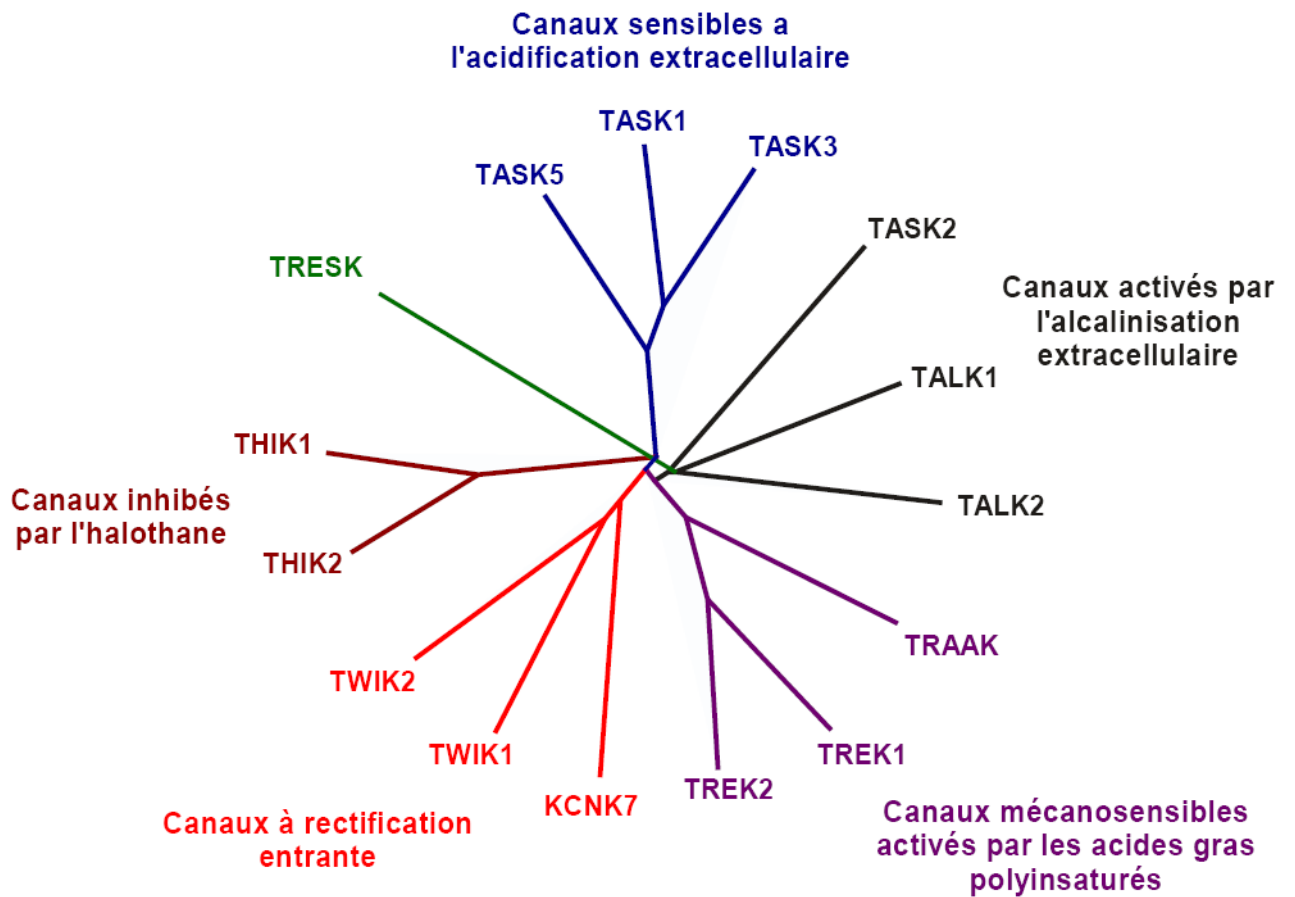 Canaux sensibles a
l'acidification extracellulaire
TASK1
TASK3
TASK5
TASK2
TRESK
Canaux activés par
l'alcalinisation
extracellulaire
TALK1
THIK1
Canaux inhibés
par l'halothane
TALK2
THIK2
TRAAK
TWIK2
TWIK1
TREK1
TREK2
KCNK7
Canaux à rectification
entrante
Canaux mécanosensibles
activés par les acides gras
polyinsaturés